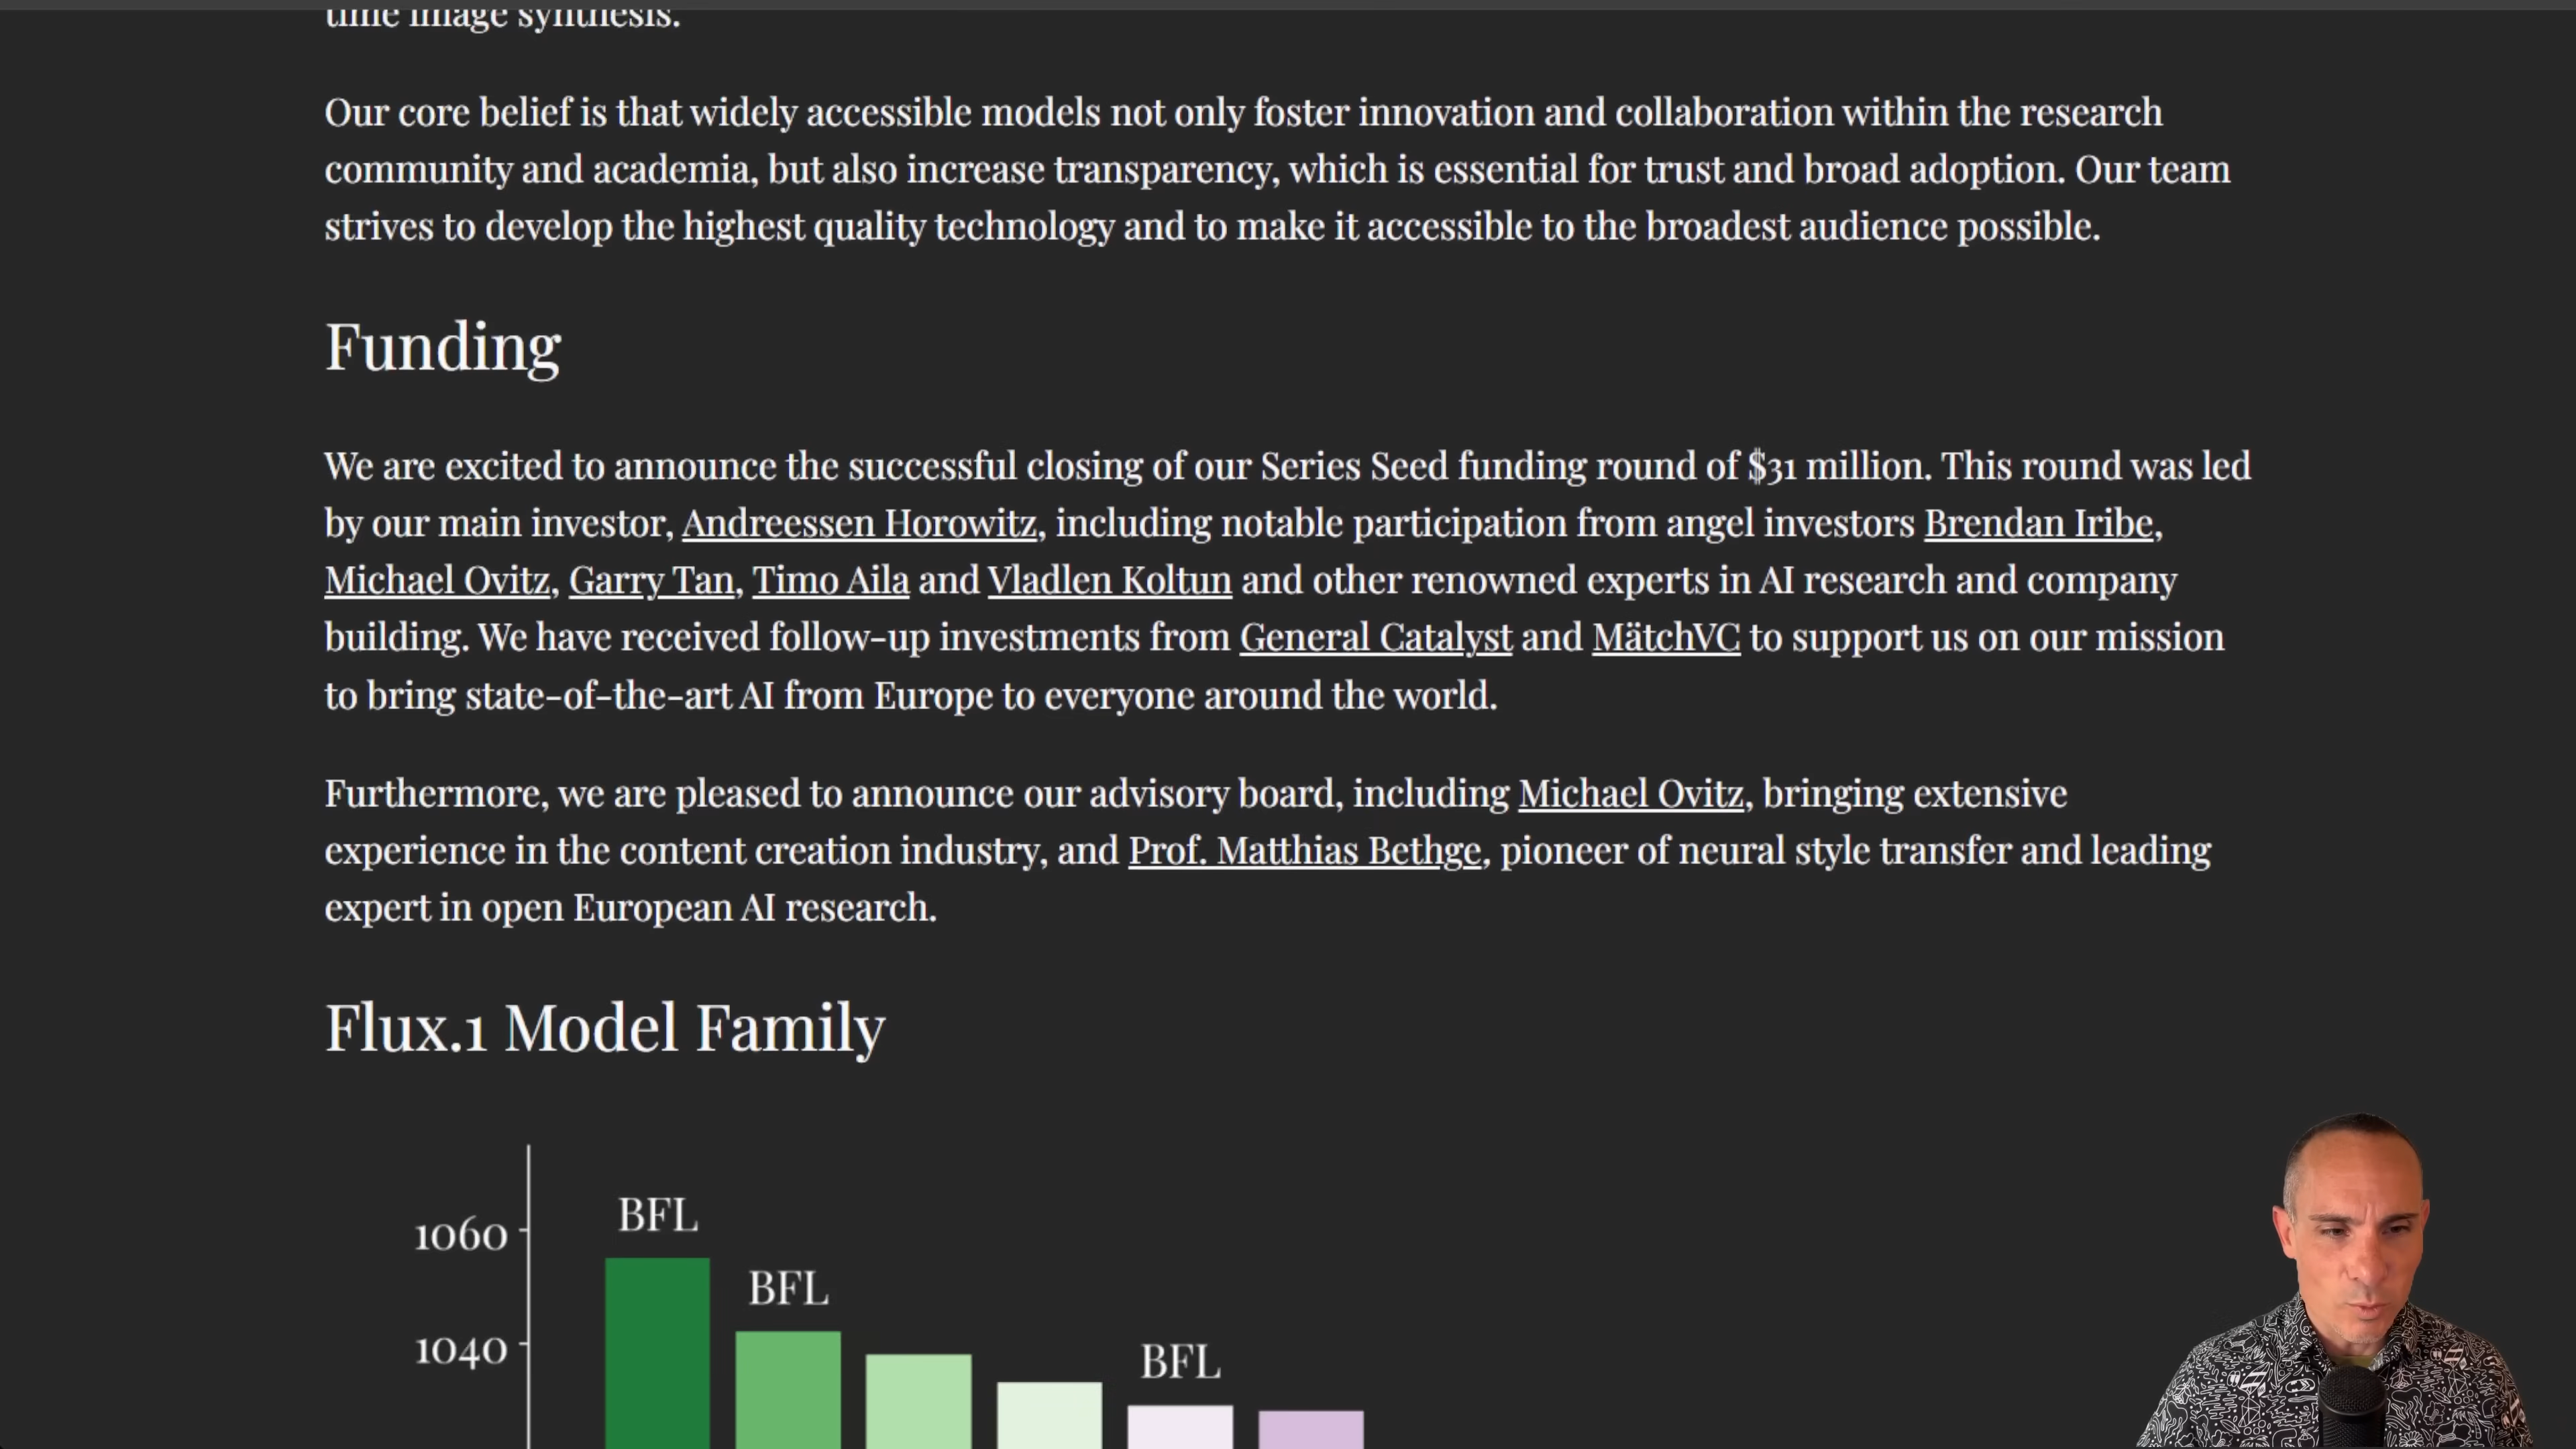 time image synthesis.
Our core belief is that widely accessible models not only foster innovation and collaboration within the research
community and academia, but also increase transparency, which is essential for trust and broad adoption. Our team
strives to develop the highest quality technology and to make it accessible to the broadest audience possible.
Funding
We are excited to announce the successful closing of our Series Seed funding round of $31 million. This round was led
by our main investor, Andreessen Horowitz, including notable participation from angel investors Brendan Iribe,
Michael Ovitz, Garry Tan, Timo Aila and Vladlen Koltun and other renowned experts in AI research and company
building. We have received follow-up investments from General Catalyst and MätchVC to support us on our mission
to bring state-of-the-art AI from Europe to everyone around the world.
Furthermore, we are pleased to announce our advisory board, including Michael Ovitz, bringing extensive
experience in the content creation industry, and Prof. Matthias Bethge, pioneer of neural style transfer and leading
expert in open European AI research.
Flux.1 Model Family
BFL
1060
BFL
1040
BFL